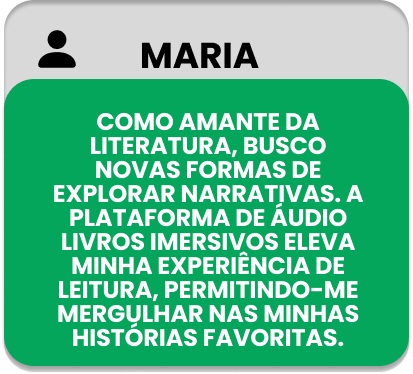 MARIA
COMO AMANTE DA
LITERATURA, BUSCO
NOVAS FORMAS DE
EXPLORAR NARRATIVAS. A
PLATAFORMA DE ÁUDIO
LIVROS IMERSIVOS ELEVA
MINHA EXPERIÊNCIA DE
LEITURA, PERMITINDO-ME
MERGULHAR NAS MINHAS
HISTÓRIAS FAVORITAS.